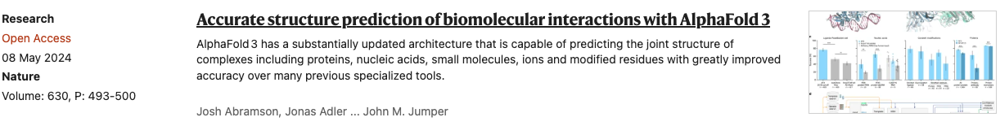 Research
Open Access
08 May 2024
Nature
Volume: 630, P: 493-500
Accurate structure prediction of biomolecular interactions with AlphaFold 3
AlphaFold 3 has a substantially updated architecture that is capable of predicting the joint structure of
complexes including proteins, nucleic acids, small molecules, ions and modified residues with greatly improved
accuracy over many previous specialized tools.
Josh Abramson, Jonas Adler ... John M. Jumper